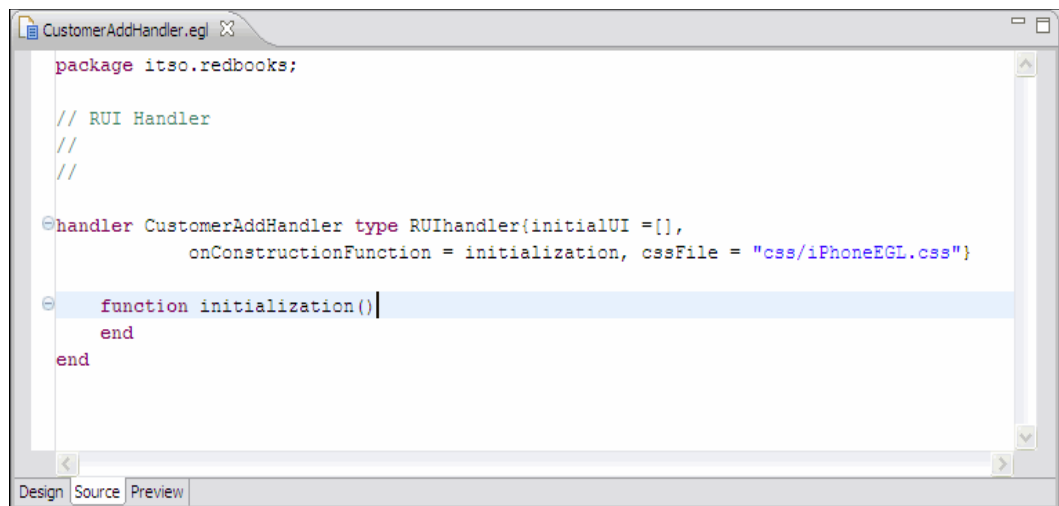 CustomerAddHandler.egl
package itso.redbooks;
// RUI Handler
//
//
handler CustomerAddHandler type RUIhandler{initialUI =[],
onConstructionFunction = initialization, cssFile = "css/iPhoneEGL.css"}
function initialization()
end
end
Design Source Preview